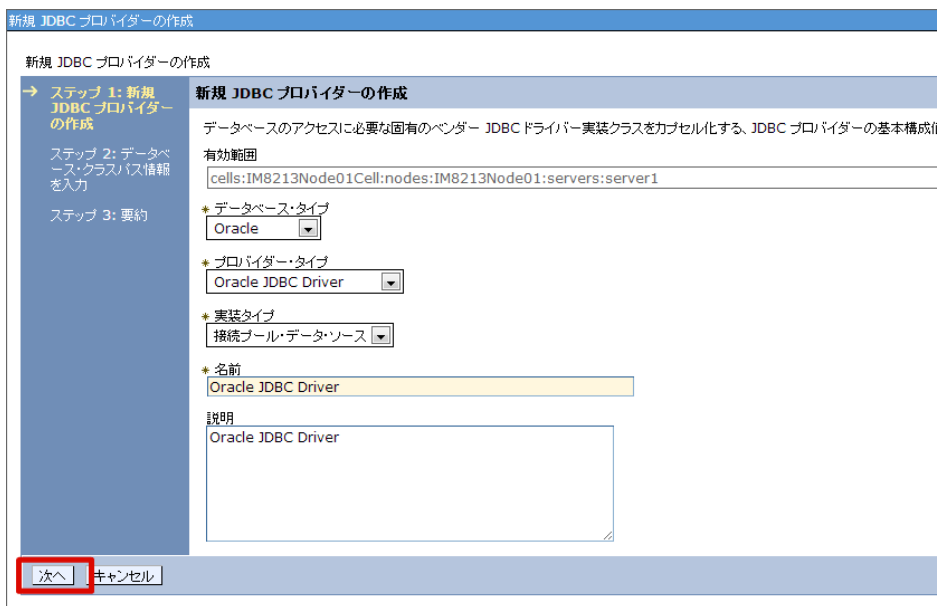 新規 JDBC プロバイダーの作成
新規 JDBC プロバイダーの作成
→ ステップ 1: 新規
JDBC プロバイダー
の作成
ステップ 2: データベ
ース・クラスパス情報
を入力
ステップ 3: 要約
新規 JDBC プロバイダーの作成
データベースのアクセスに必要な固有のベンダー JDBC ドライバー実装クラスをカプセル化する、JDBC プロバイダーの基本構成値
有効範囲
cells:IM8213Node01Cell:nodes:IM8213Node01:servers:server1
* データベース・タイプ
Oracle
* プロバイダー・タイプ
Oracle JDBC Driver
* 実装タイプ
接続プール・データ・ソース
* 名前
Oracle JDBC Driver
説明
Oracle JDBC Driver
次へ キャンセル